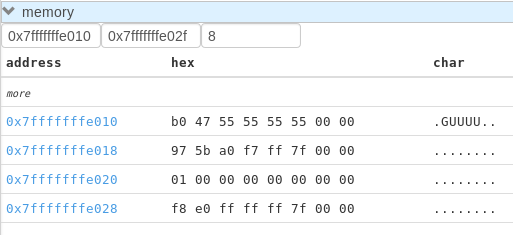 memory
0x7fffffffe010 0x7fffffffe02f 8
address hex char
more
0x7fffffffe010 b0 47 55 55 55 55 00 00 .GUUUU..
0x7fffffffe018 97 5b a0 f7 ff 7f 00 00 ........
0x7fffffffe020 01 00 00 00 00 00 00 00 ........
0x7fffffffe028 f8 e0 ff ff ff 7f 00 00 ........